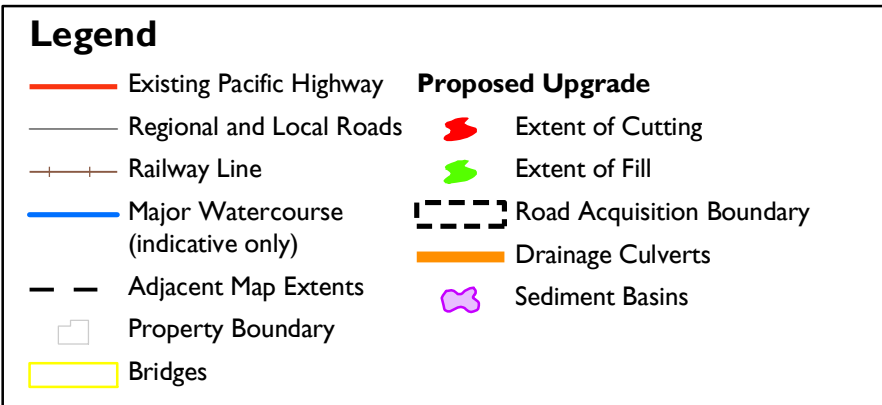 Legend
Existing Pacific Highway
Regional and Local Roads
Railway Line
Major Watercourse
(indicative only)
Adjacent Map Extents
Property Boundary
Bridges
Proposed Upgrade
Extent of Cutting
Extent of Fill
Road Acquisition Boundary
Drainage Culverts
Sediment Basins